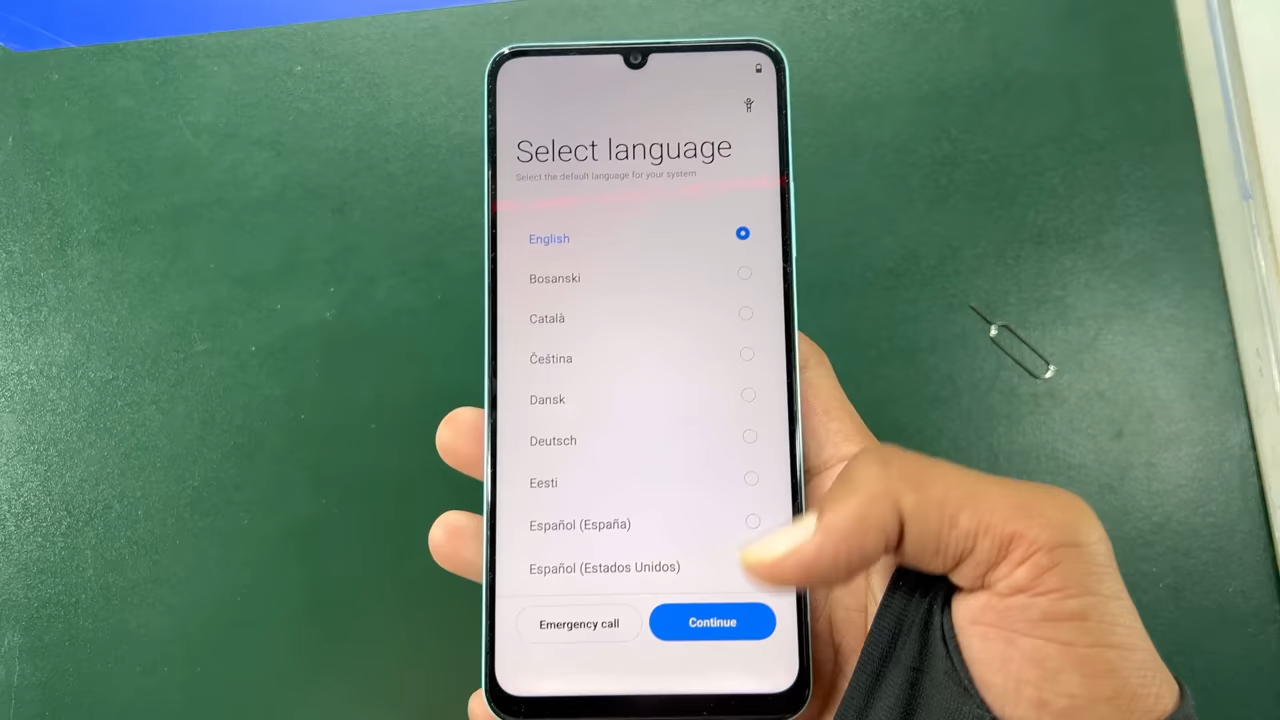 Select language
Select the default language for your system
English
Bosanski
Català
Čeština
Dansk
Deutsch
Eesti
Español (España)
Español (Estados Unidos)
Emergency call
Continue